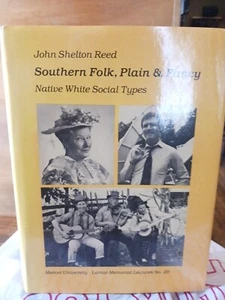 John Shelton Reed
Southern Folk, Plain & Fancy
Native White Social Types
Mercer University Lamar Memorial Lectures No. 29